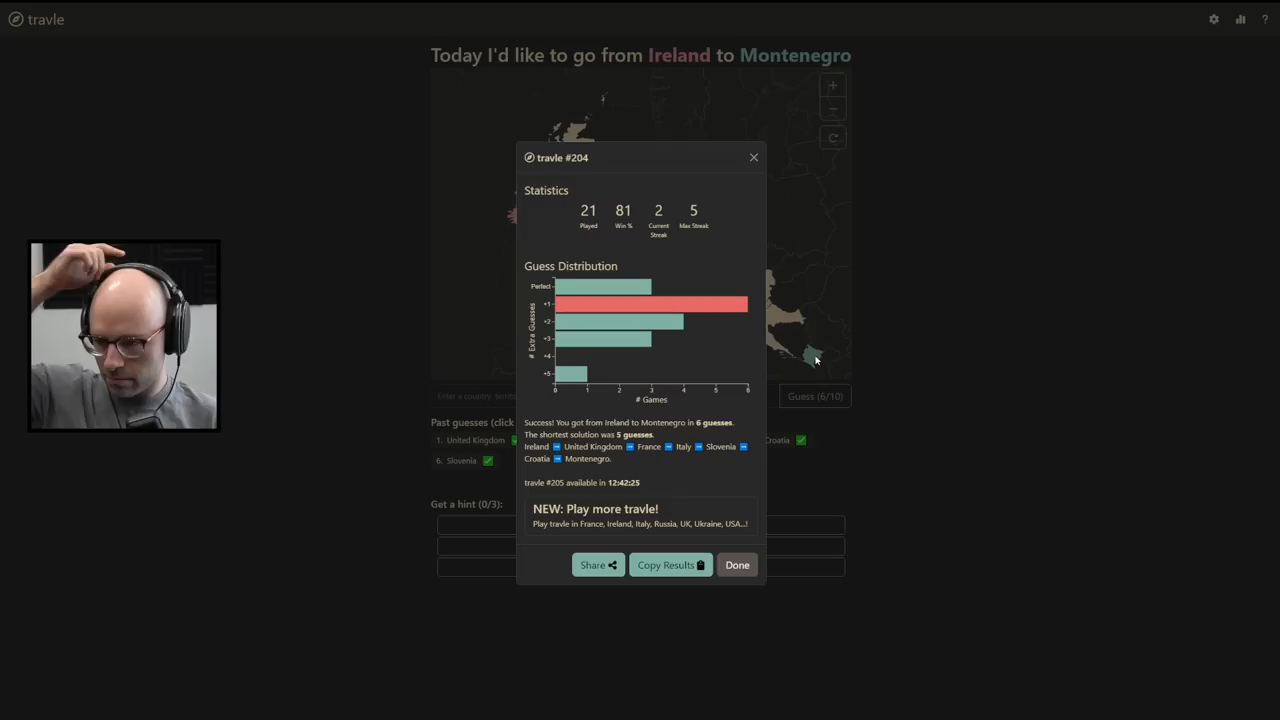 travle
?
Today I'd like to go from Ireland to Montenegro
+
−
travle #204
Statistics
21 81 2 5
Played Win % Current Streak Max Streak
Guess Distribution
# Extra Guesses
Perfect
+1
+2
+3
+4
+5
0 1 2 3 4 5 6
# Games
Enter a country, territ
Guess (6/10)
Success! You got from Ireland to Montenegro in 6 guesses.
The shortest solution was 5 guesses.
Ireland ➡ United Kingdom ➡ France ➡ Italy ➡ Slovenia ➡
Croatia ➡ Montenegro.
Past guesses (click
1. United Kingdom
Croatia
6. Slovenia
travle #205 available in 12:42:25
Get a hint (0/3):
NEW: Play more travle!
Play travle in France, Ireland, Italy, Russia, UK, Ukraine, USA...!
Share Copy Results Done